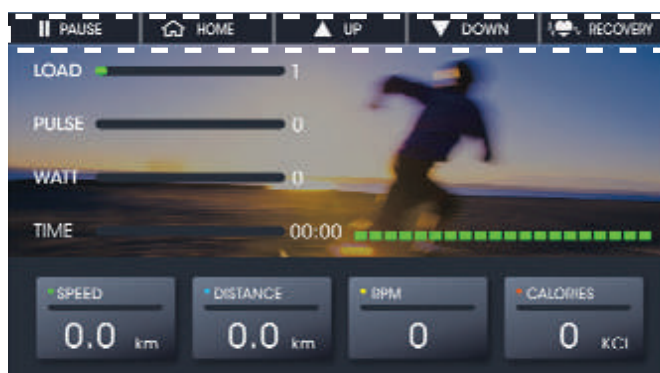 PAUSE HOME UP DOWN RECOVERY
LOAD 1
PULSE 0
WATT 0
TIME 00:00
SPEED DISTANCE RPM CALORIES
0.0 km 0.0 km 0 0 KCl